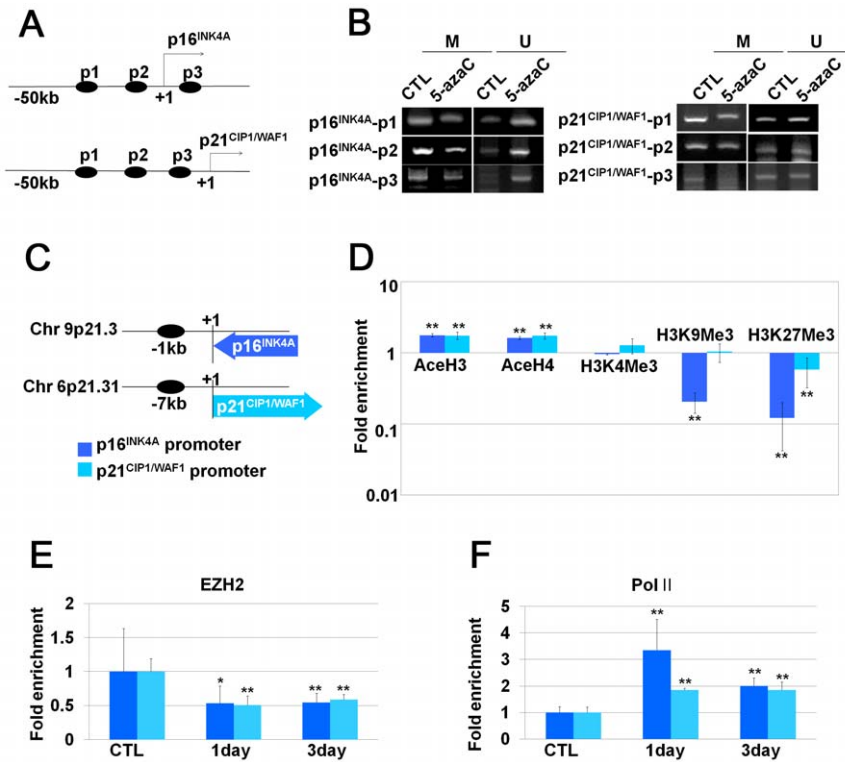 A
p16INK4A
p1 p2 p3
-50kb +1
p21CIP1/WAF1
p1 p2 p3
-50kb +1
B
M U
CTL 5-azaC CTL 5-azaC
p16INK4A-p1
p16INK4A-p2
p16INK4A-p3
M U
CTL 5-azaC CTL 5-azaC
p21CIP1/WAF1-p1
p21CIP1/WAF1-p2
p21CIP1/WAF1-p3
C
+1
Chr 9p21.3
-1kb p16INK4A
+1
Chr 6p21.31
-7kb p21CIP1/WAF1
p16INK4A promoter
p21CIP1/WAF1 promoter
D
Fold enrichment
10
1
0.1
0.01
** ** ** **
H3K9Me3 H3K27Me3
AceH3 AceH4 H3K4Me3
** ** **
E
EZH2
Fold enrichment
2
1.5
1
0.5
0
* ** ** **
CTL 1day 3day
F
Pol II
Fold enrichment
5
4
3
2
1
0
** ** ** **
CTL 1day 3day